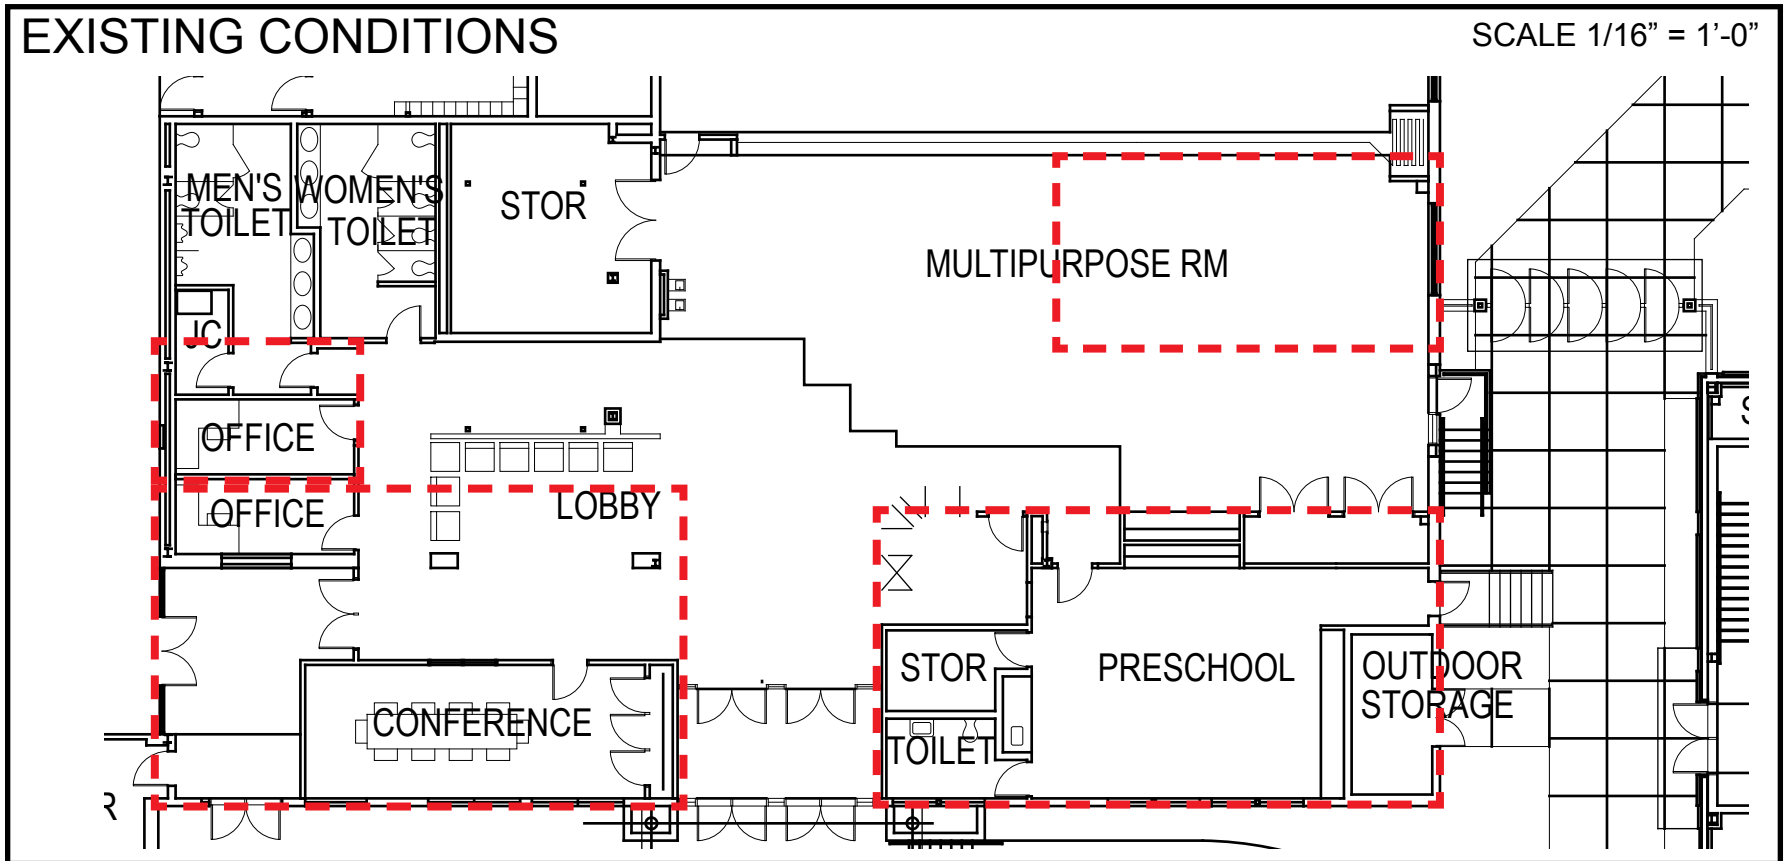 EXISTING CONDITIONS
SCALE 1/16” = 1’-0”
MEN'S
TOILET
WOMEN'S
TOILET
STOR
MULTIPURPOSE RM
JC
OFFICE
OFFICE
LOBBY
STOR
PRESCHOOL
OUTDOOR
STORAGE
CONFERENCE
TOILET
R